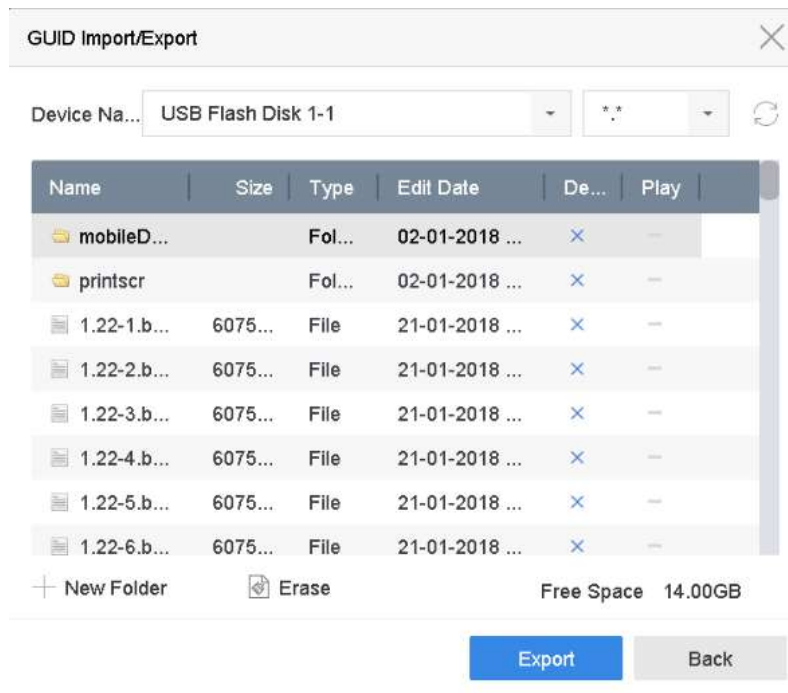 GUID Import/Export
Device Na... USB Flash Disk 1-1 *.*
Name Size Type Edit Date De... Play
mobileD... Fol... 02-01-2018 ...
printscr Fol... 02-01-2018 ...
1.22-1.b... 6075... File 21-01-2018 ...
1.22-2.b... 6075... File 21-01-2018 ...
1.22-3.b... 6075... File 21-01-2018 ...
1.22-4.b... 6075... File 21-01-2018 ...
1.22-5.b... 6075... File 21-01-2018 ...
1.22-6.b... 6075... File 21-01-2018 ...
New Folder Erase Free Space 14.00GB
Export Back